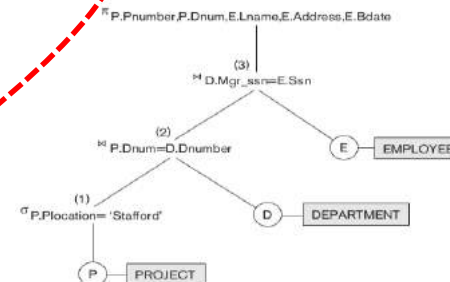 π P.Pnumber,P.Dnum,E.Lname,E.Address,E.Bdate
(3)
⋈ D.Mgr_ssn=E.Ssn
(2)
⋈ P.Dnum=D.Dnumber
E EMPLOYEE
(1)
σ P.Plocation= 'Stafford'
D DEPARTMENT
P PROJECT